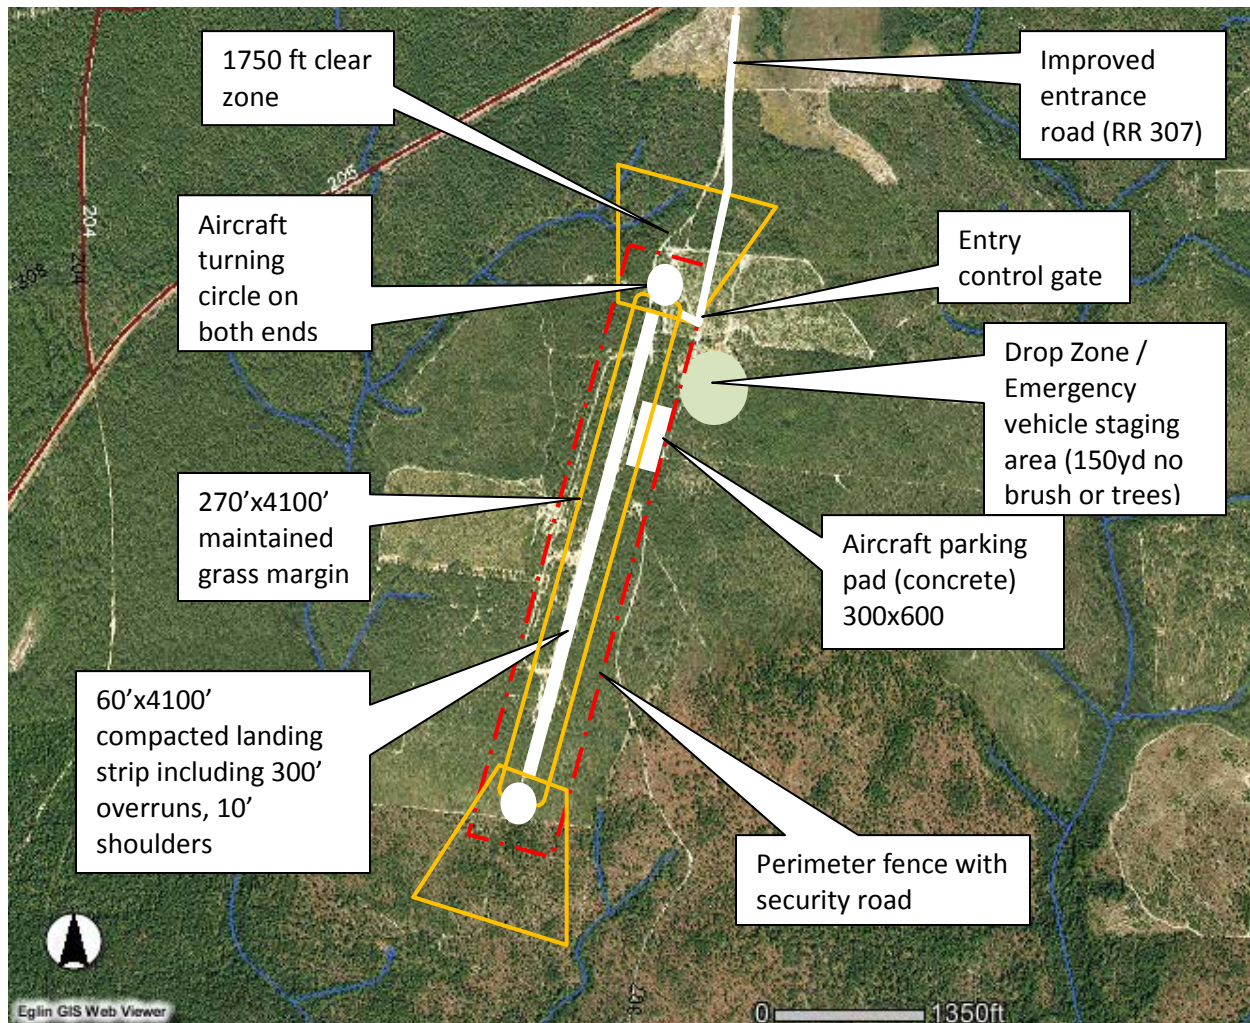 1750 ft clear
zone
Improved
entrance
road (RR 307)
Aircraft
turning
circle on
both ends
Entry
control gate
Drop Zone /
Emergency
vehicle staging
area (150yd no
brush or trees)
270’x4100’
maintained
grass margin
Aircraft parking
pad (concrete)
300x600
60’x4100’
compacted landing
strip including 300’
overruns, 10’
shoulders
Perimeter fence with
security road
204
204
308
307
Eglin GIS Web Viewer
0 1350ft